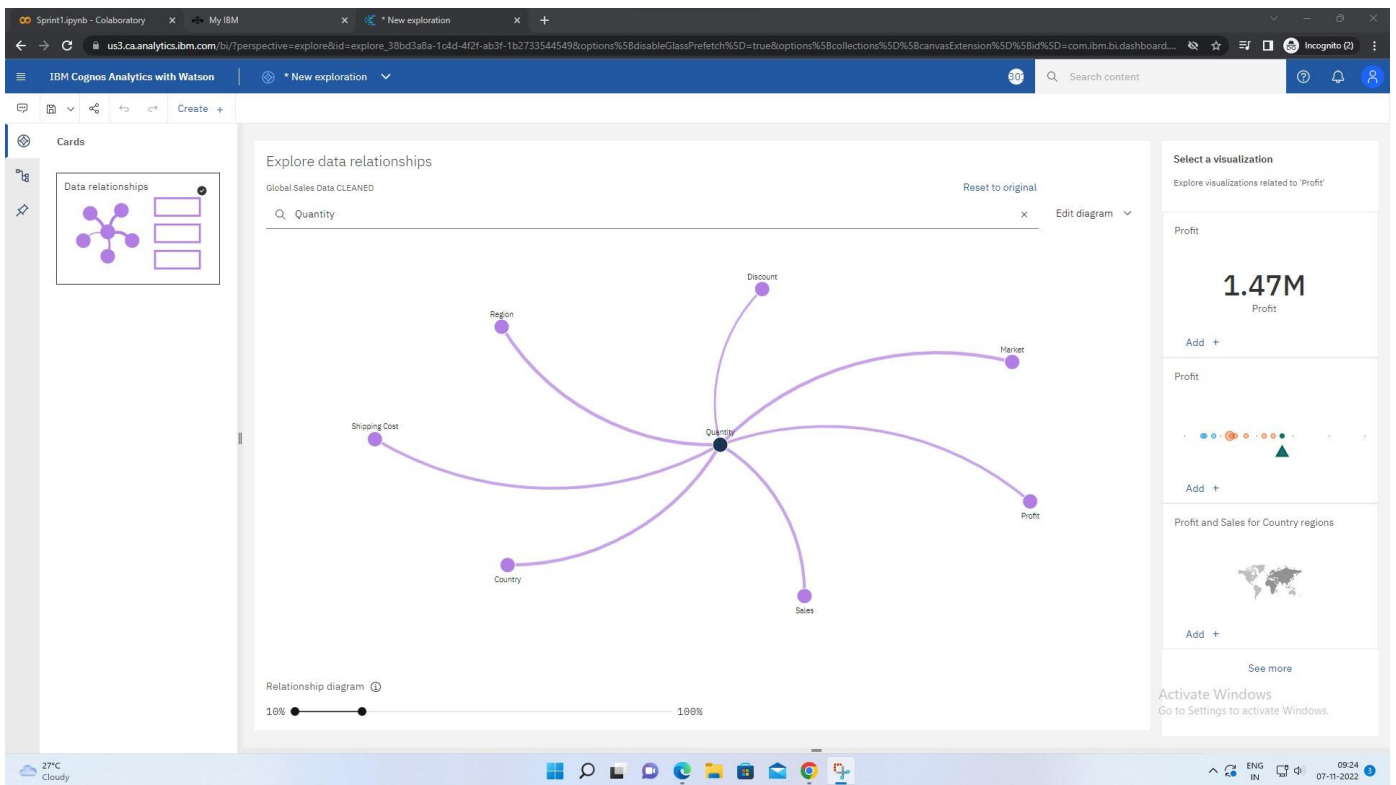 Sprint1.ipynb - Colaboratory
My IBM
* New exploration
us3.ca.analytics.ibm.com/bi/?perspective=explore&id=explore_38bd3a8a-1c4d-4f2f-ab3f-1b2733544549&options%5BdisableGlassPrefetch%5D=true&options%5Bcollections%5D%5BcanvasExtension%5D%5Bid%5D=com.ibm.bi.dashboard....
Incognito (2)
IBM Cognos Analytics with Watson
* New exploration
Search content
Create +
Cards
Data relationships
Explore data relationships
Global Sales Data CLEANED
Reset to original
Quantity
Edit diagram
Discount
Region
Market
Shipping Cost
Quantity
Profit
Country
Sales
Relationship diagram
10%
100%
Select a visualization
Explore visualizations related to 'Profit'
Profit
1.47M
Profit
Add +
Profit
Add +
Profit and Sales for Country regions
Add +
See more
Activate Windows
Go to Settings to activate Windows.
27°C
Cloudy
ENG
IN
09:24
07-11-2022
3